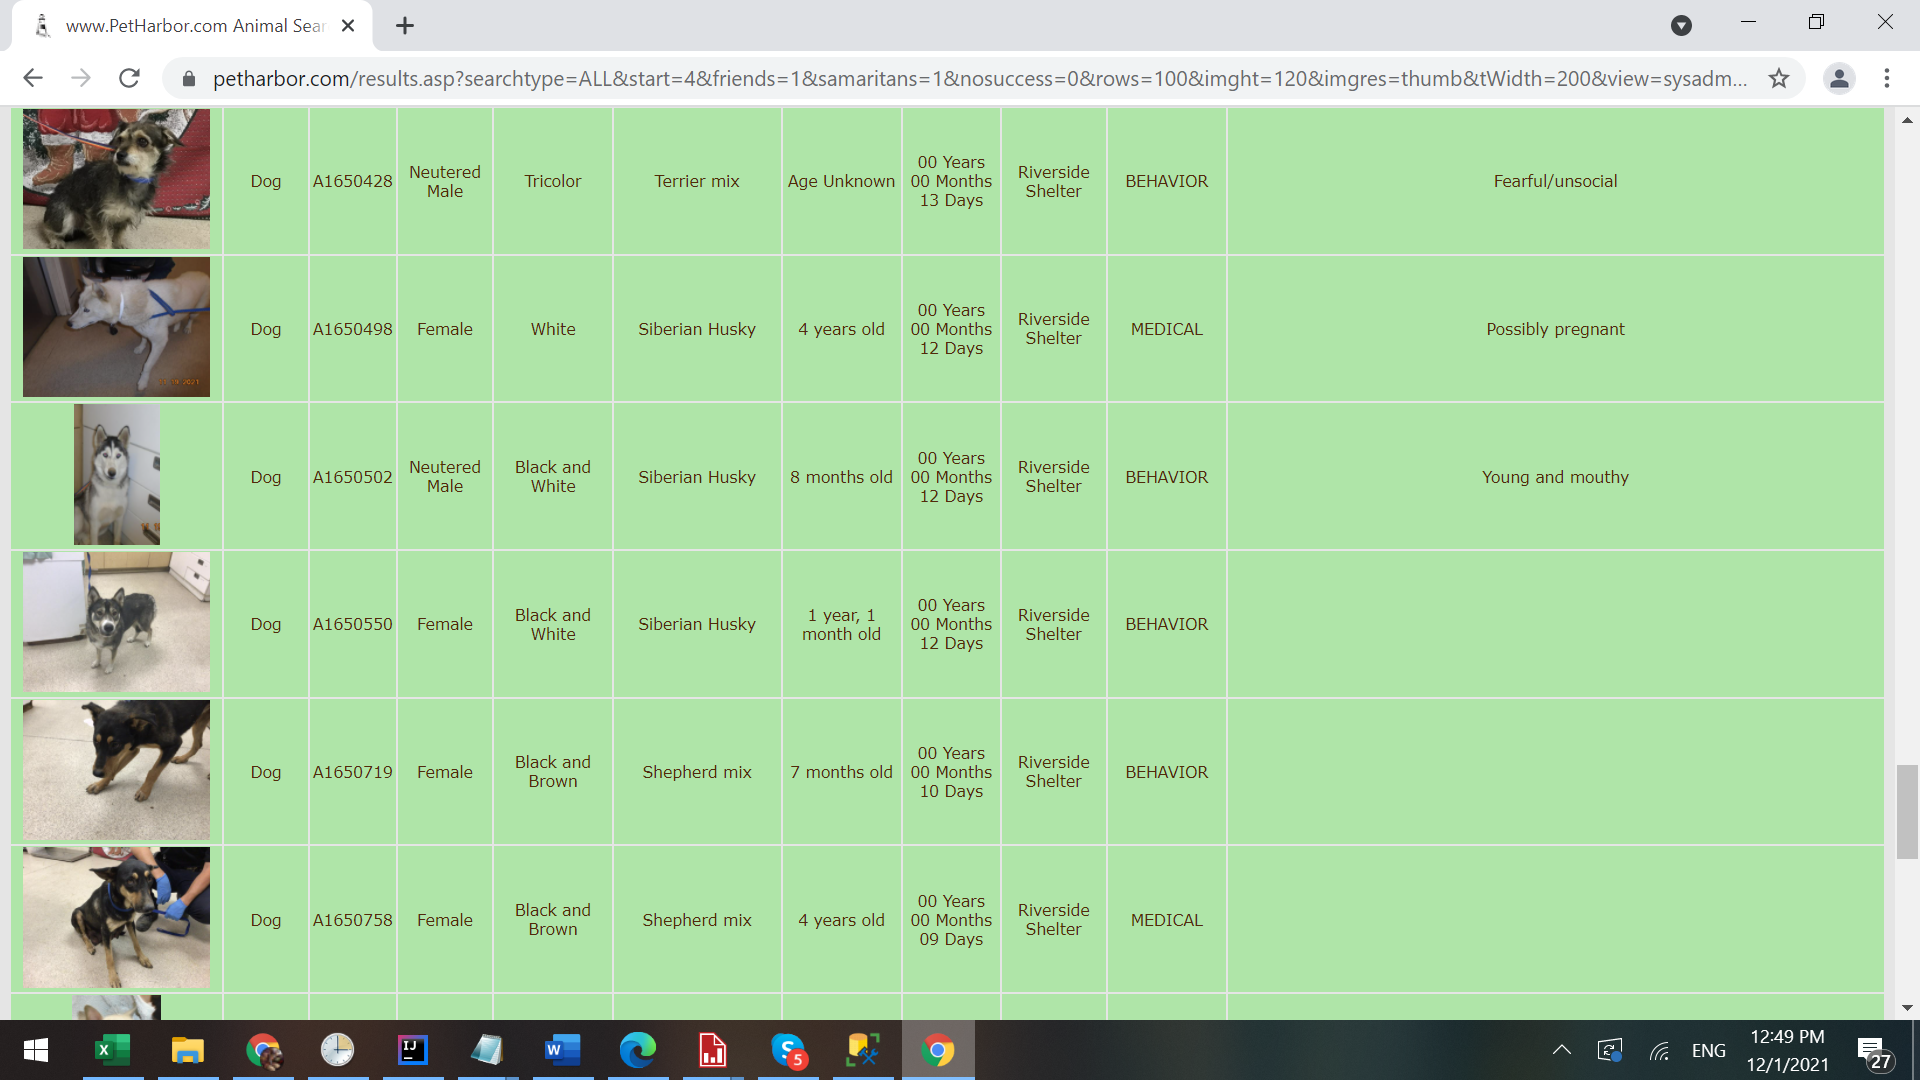 www.PetHarbor.com Animal Sear
petharbor.com/results.asp?searchtype=ALL&start=4&friends=1&samaritans=1&nosuccess=0&rows=100&imght=120&imgres=thumb&tWidth=200&view=sysadm...
Dog
A1650428
Neutered
Male
Tricolor
Terrier mix
Age Unknown
00 Years
00 Months
13 Days
Riverside
Shelter
BEHAVIOR
Fearful/unsocial
Dog
A1650498
Female
White
Siberian Husky
4 years old
00 Years
00 Months
12 Days
Riverside
Shelter
MEDICAL
Possibly pregnant
Dog
A1650502
Neutered
Male
Black and
White
Siberian Husky
8 months old
00 Years
00 Months
12 Days
Riverside
Shelter
BEHAVIOR
Young and mouthy
Dog
A1650550
Female
Black and
White
Siberian Husky
1 year, 1
month old
00 Years
00 Months
12 Days
Riverside
Shelter
BEHAVIOR
Dog
A1650719
Female
Black and
Brown
Shepherd mix
7 months old
00 Years
00 Months
10 Days
Riverside
Shelter
BEHAVIOR
Dog
A1650758
Female
Black and
Brown
Shepherd mix
4 years old
00 Years
00 Months
09 Days
Riverside
Shelter
MEDICAL
X
IJ
W
S
5
ENG
12:49 PM
12/1/2021
27